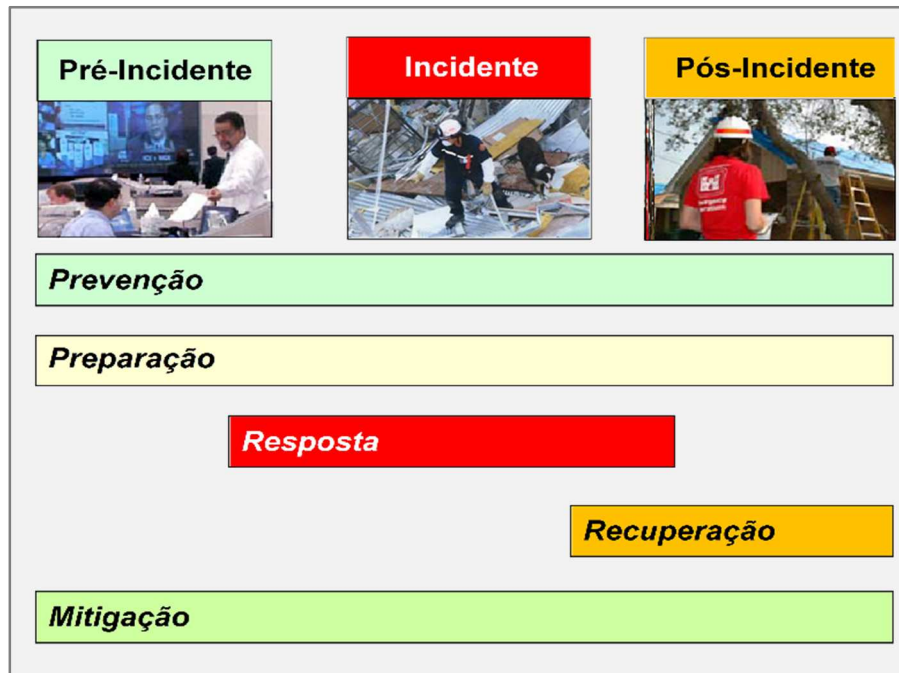 Pré-Incidente
Incidente
Pós-Incidente
Prevenção
Preparação
Resposta
Recuperação
Mitigação